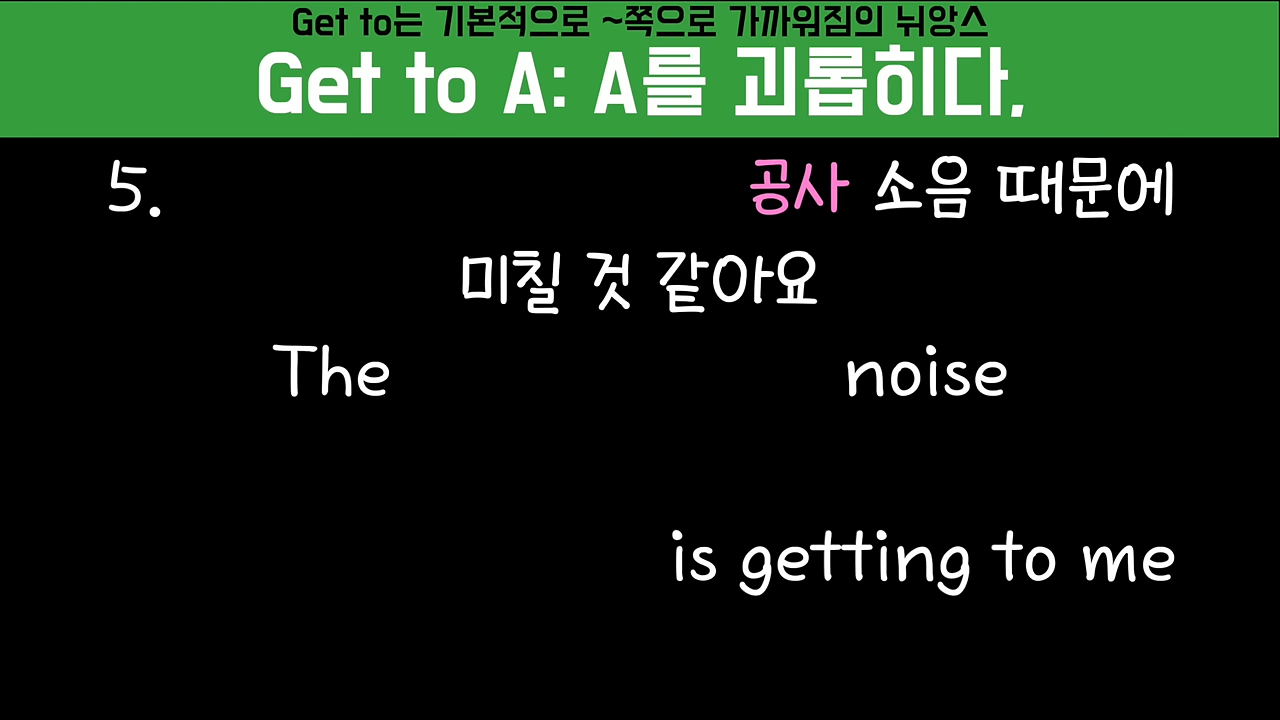 Get to는 기본적으로 ~쪽으로 가까워짐의 뉘앙스
Get to A: A를 괴롭히다.
5. 공사 소음 때문에
미칠 것 같아요
The noise
is getting to me